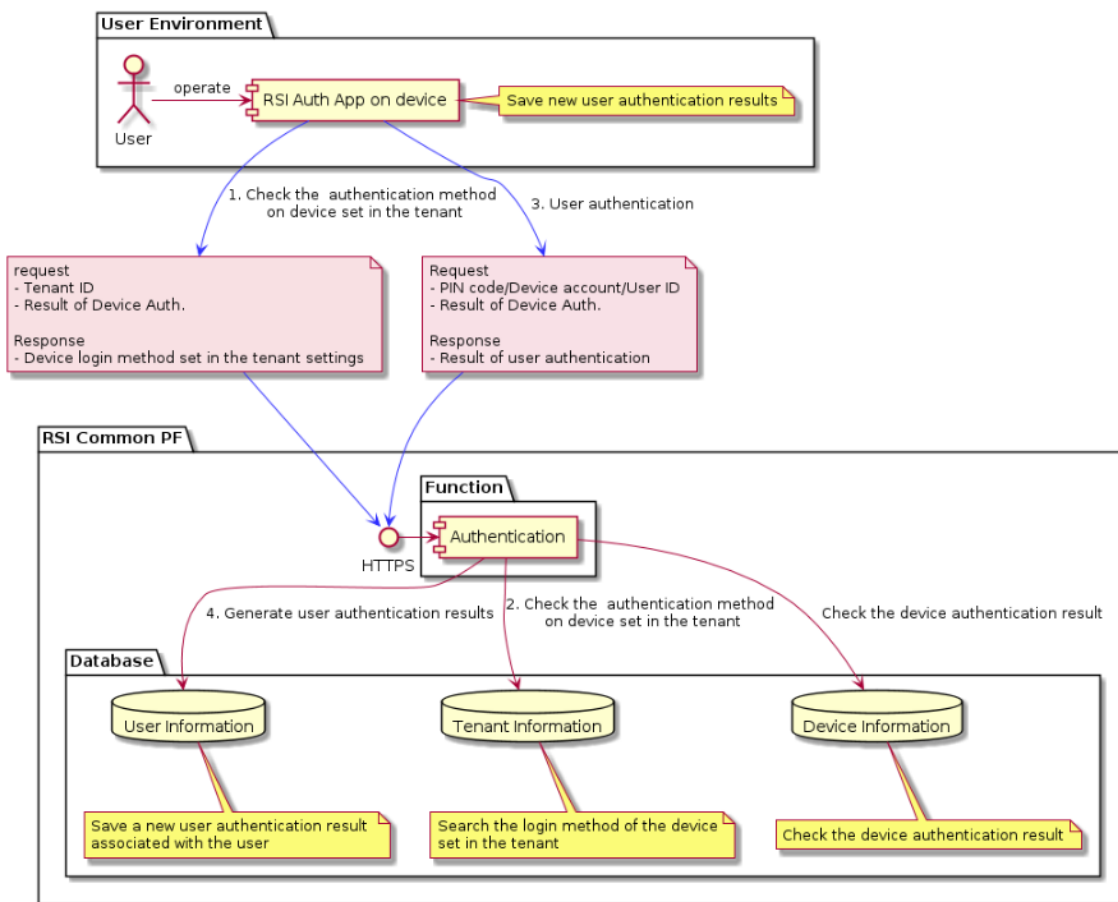 User Environment
operate
RSI Auth App on device
Save new user authentication results
User
1. Check the  authentication method
on device set in the tenant
3. User authentication
request
- Tenant ID
- Result of Device Auth.
Response
- Device login method set in the tenant settings
Request
- PIN code/Device account/User ID
- Result of Device Auth.
Response
- Result of user authentication
RSI Common PF
Function
Authentication
HTTPS
4. Generate user authentication results
2. Check the  authentication method
on device set in the tenant
Check the device authentication result
Database
User Information
Tenant Information
Device Information
Save a new user authentication result
associated with the user
Search the login method of the device
set in the tenant
Check the device authentication result